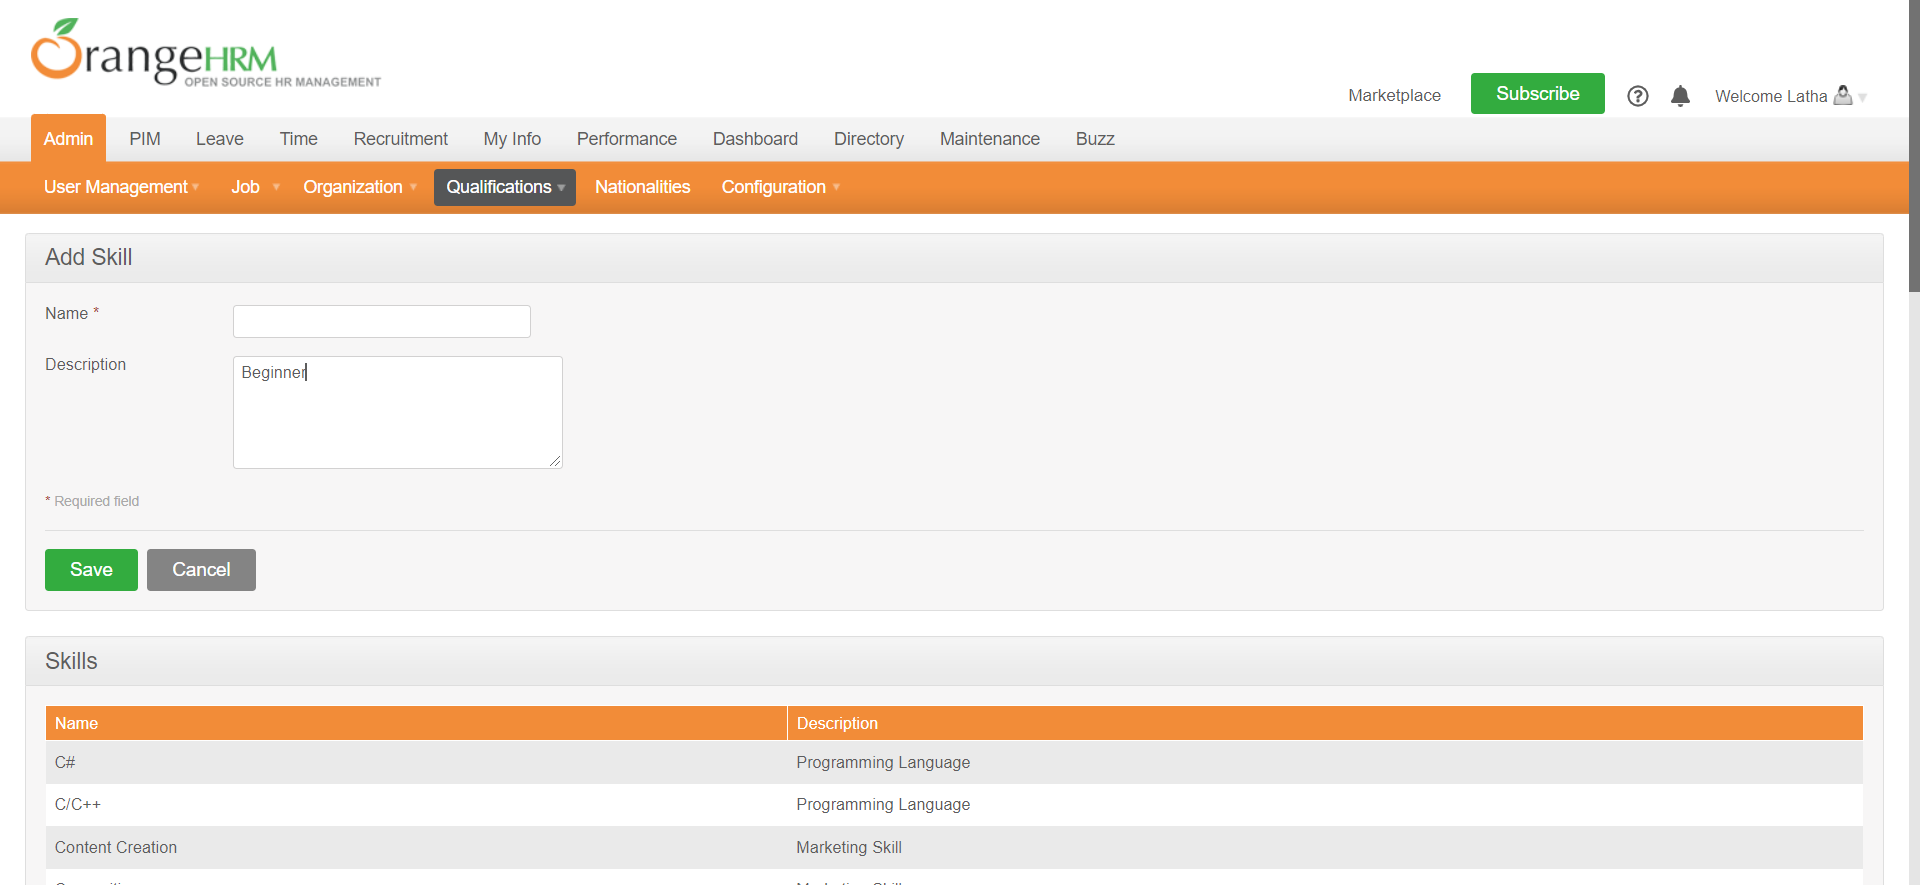 OrangeHRM
OPEN SOURCE HR MANAGEMENT
Marketplace
Subscribe
Welcome Latha
Admin PIM Leave Time Recruitment My Info Performance Dashboard Directory Maintenance Buzz
User Management Job Organization Qualifications Nationalities Configuration
Add Skill
Name *
Description
Beginner
* Required field
Save Cancel
Skills
Name Description
C# Programming Language
C/C++ Programming Language
Content Creation Marketing Skill